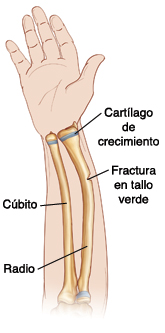 Cartílago
de
crecimiento
Fractura
en tallo
verde
Cúbito
Radio